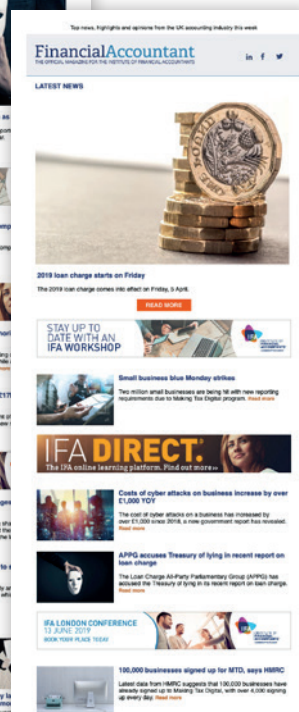 Top news, highlights and opinions from the UK accounting industry this week
FinancialAccountant
THE OFFICIAL MAGAZINE FOR THE INSTITUTE OF FINANCIAL ACCOUNTANTS
in f
LATEST NEWS
2019 loan charge starts on Friday
The 2019 loan charge comes into effect on Friday, 5 April.
READ MORE
STAY UP TO
DATE WITH AN
IFA WORKSHOP
Small business blue Monday strikes
Two million small businesses are being hit with new reporting
requirements due to Making Tax Digital program. Read more
IFA DIRECT.
The IFA online learning platform. Find out more
Costs of cyber attacks on business increase by over
£1,000 YOY
The cost of cyber attacks on a business has increased by
over £1,000 since 2018, a new government report has revealed.
Read more
APPG accuses Treasury of lying in recent report on
loan charge
The Loan Charge All-Party Parliamentary Group (APPG) has
accused the Treasury of lying in its recent report on loan charge.
Read more
IFA LONDON CONFERENCE
13 JUNE 2019
BOOK YOUR PLACE TODAY
100,000 businesses signed up for MTD, says HMRC
Latest data from HMRC suggests that 100,000 businesses have
already signed up to Making Tax Digital, with over 4,000 signing
up every day. Read more